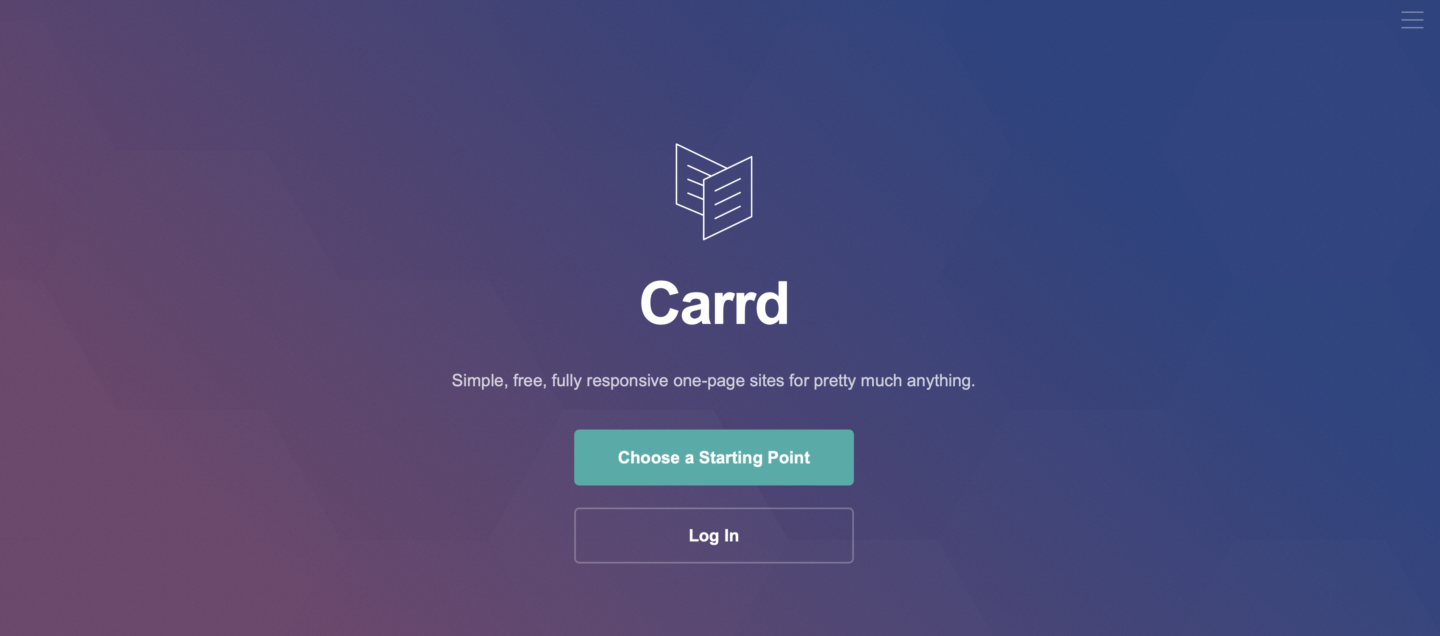 Carrd
Simple, free, fully responsive one-page sites for pretty much anything.
Choose a Starting Point
Log In